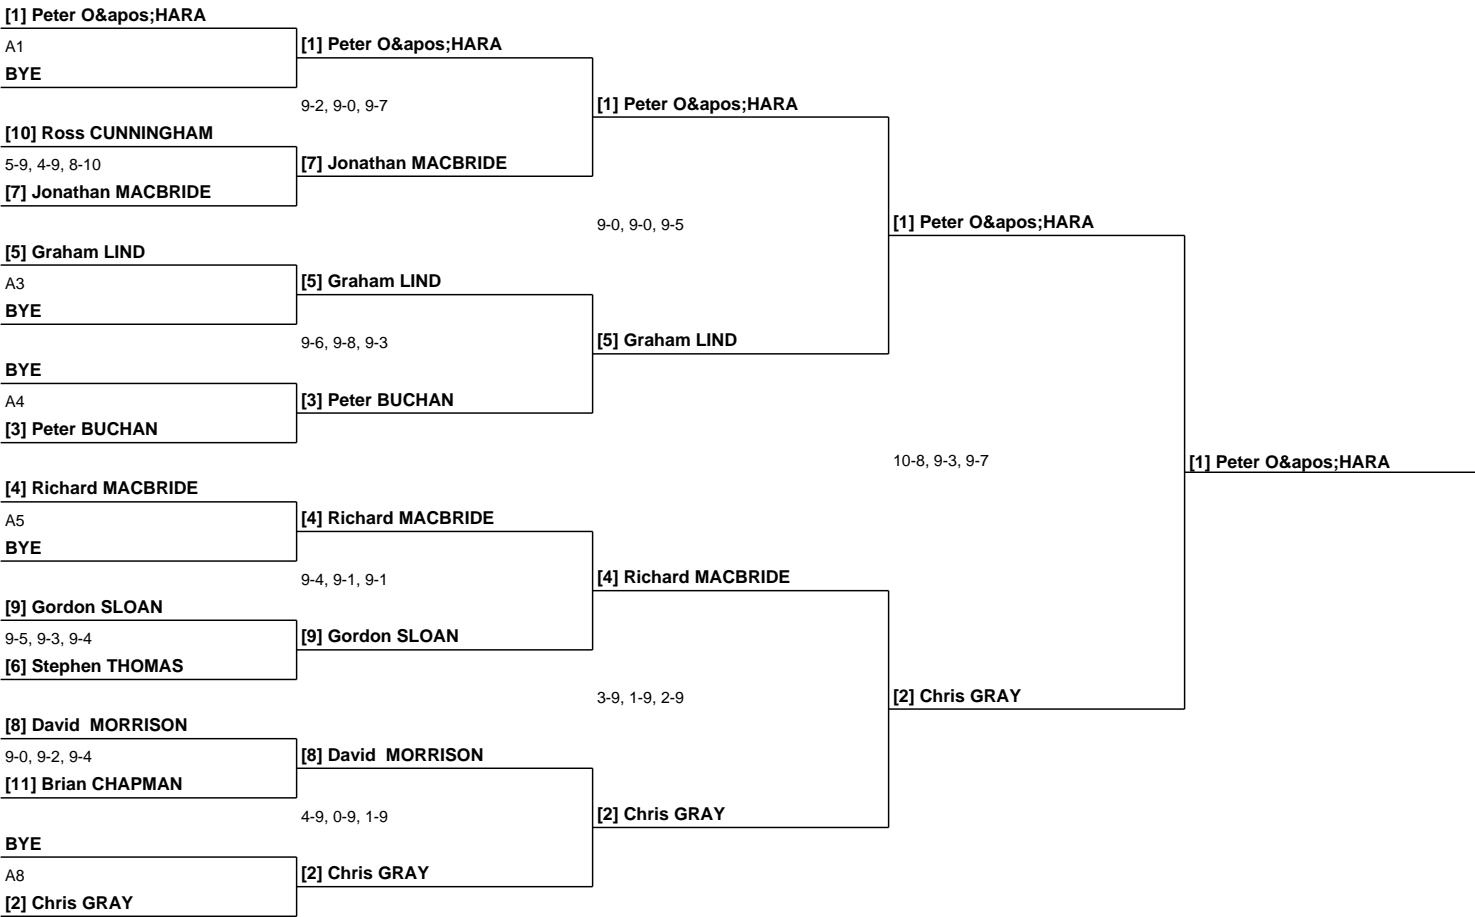 [1] Peter O&apos;HARA
A1
BYE
[10] Ross CUNNINGHAM
5-9, 4-9, 8-10
[7] Jonathan MACBRIDE
[5] Graham LIND
A3
BYE
BYE
A4
[3] Peter BUCHAN
[4] Richard MACBRIDE
A5
BYE
[9] Gordon SLOAN
9-5, 9-3, 9-4
[6] Stephen THOMAS
[8] David  MORRISON
9-0, 9-2, 9-4
[11] Brian CHAPMAN
BYE
A8
[2] Chris GRAY
[1] Peter O&apos;HARA
9-2, 9-0, 9-7
[7] Jonathan MACBRIDE
[5] Graham LIND
9-6, 9-8, 9-3
[3] Peter BUCHAN
[4] Richard MACBRIDE
9-4, 9-1, 9-1
[9] Gordon SLOAN
[8] David  MORRISON
4-9, 0-9, 1-9
[2] Chris GRAY
[1] Peter O&apos;HARA
9-0, 9-0, 9-5
[5] Graham LIND
[4] Richard MACBRIDE
3-9, 1-9, 2-9
[2] Chris GRAY
[1] Peter O&apos;HARA
10-8, 9-3, 9-7
[2] Chris GRAY
[1] Peter O&apos;HARA